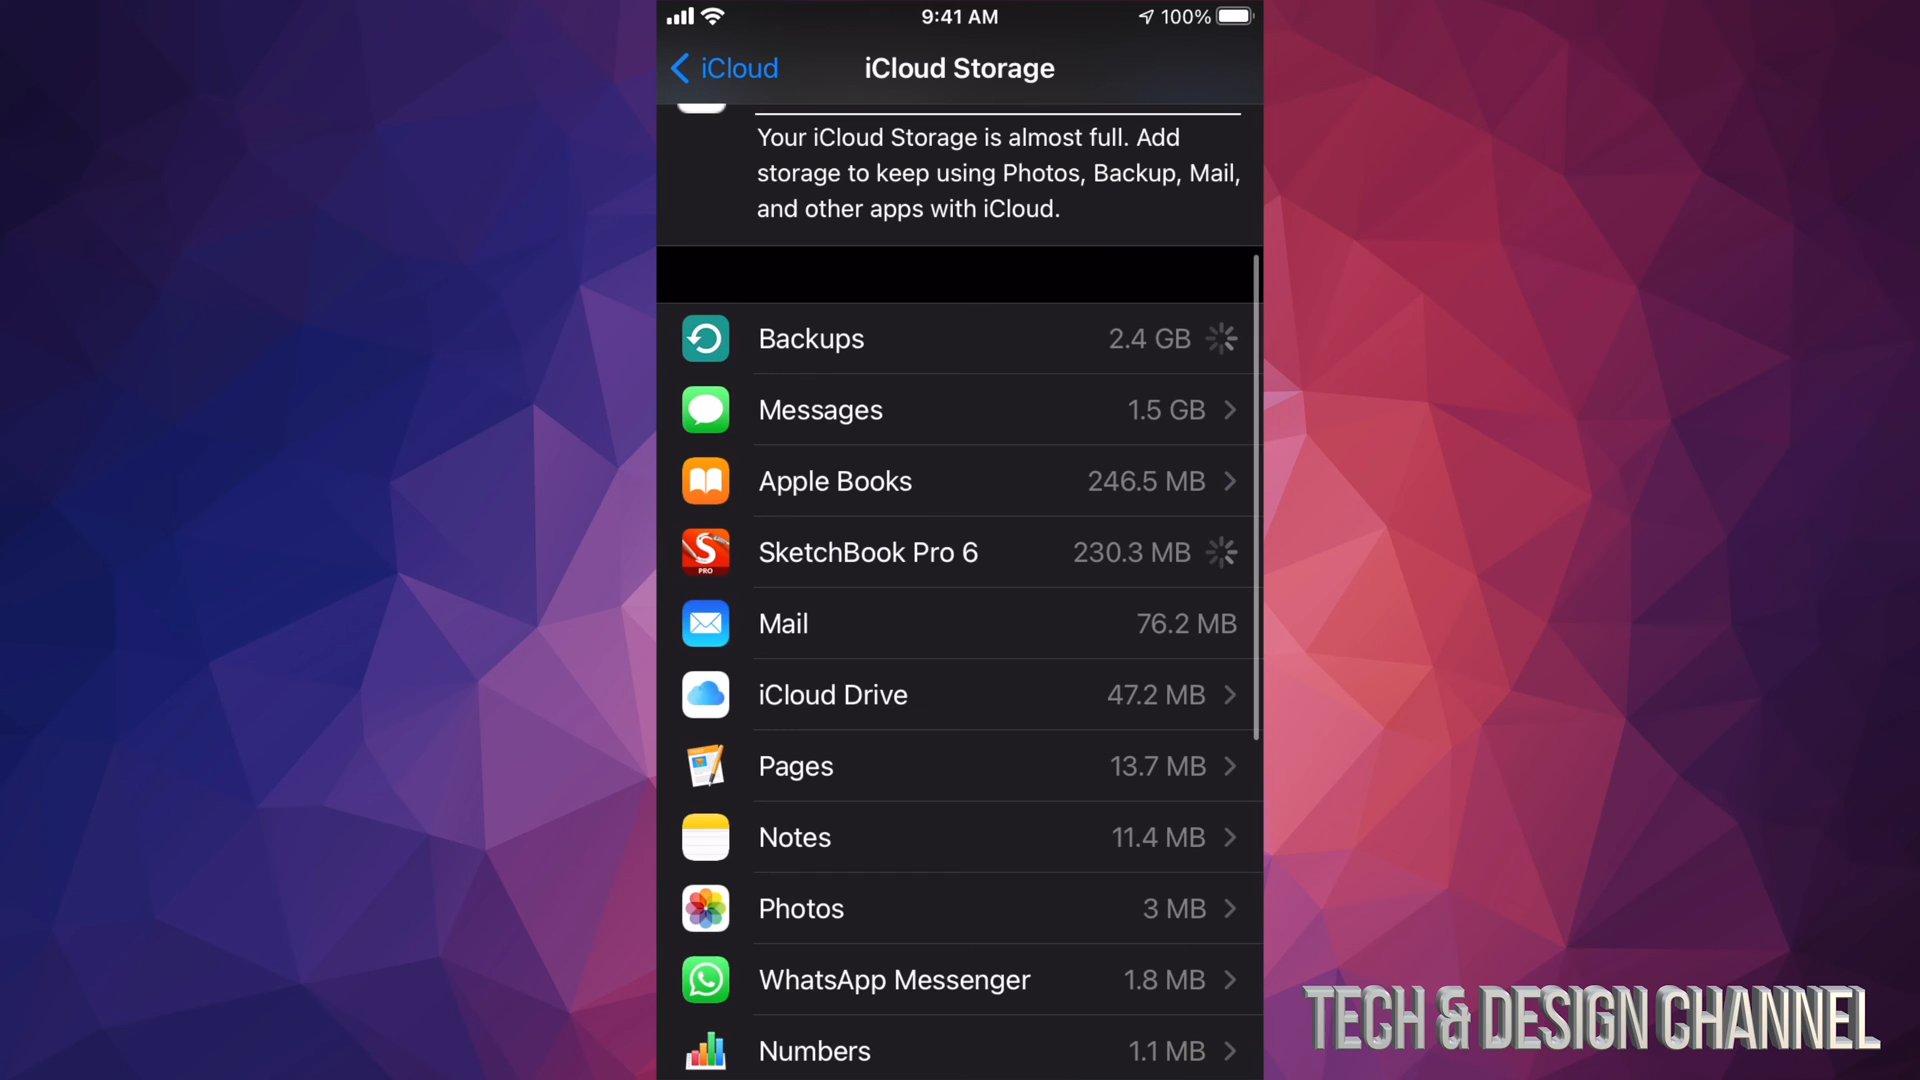 9:41 AM
100%
iCloud
iCloud Storage
Your iCloud Storage is almost full. Add
storage to keep using Photos, Backup, Mail,
and other apps with iCloud.
Backups 2.4 GB
Messages 1.5 GB
Apple Books 246.5 MB
PRO
SketchBook Pro 6 230.3 MB
Mail 76.2 MB
iCloud Drive 47.2 MB
Pages 13.7 MB
Notes 11.4 MB
Photos 3 MB
WhatsApp Messenger 1.8 MB
Numbers 1.1 MB
TECH & DESIGN CHANNEL